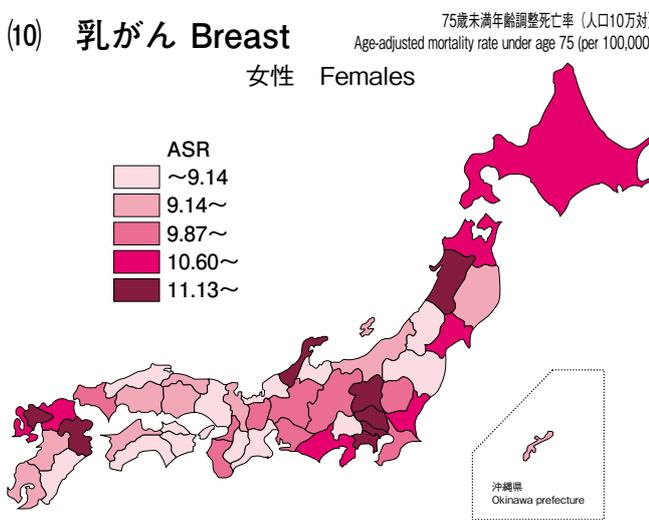 (10) 乳がん Breast
75歳未満年齢調整死亡率（人口10万対）
Age-adjusted mortality rate under age 75 (per 100,000
女性 Females
ASR
～9.14
9.14～
9.87～
10.60～
11.13～
沖縄県
Okinawa prefecture